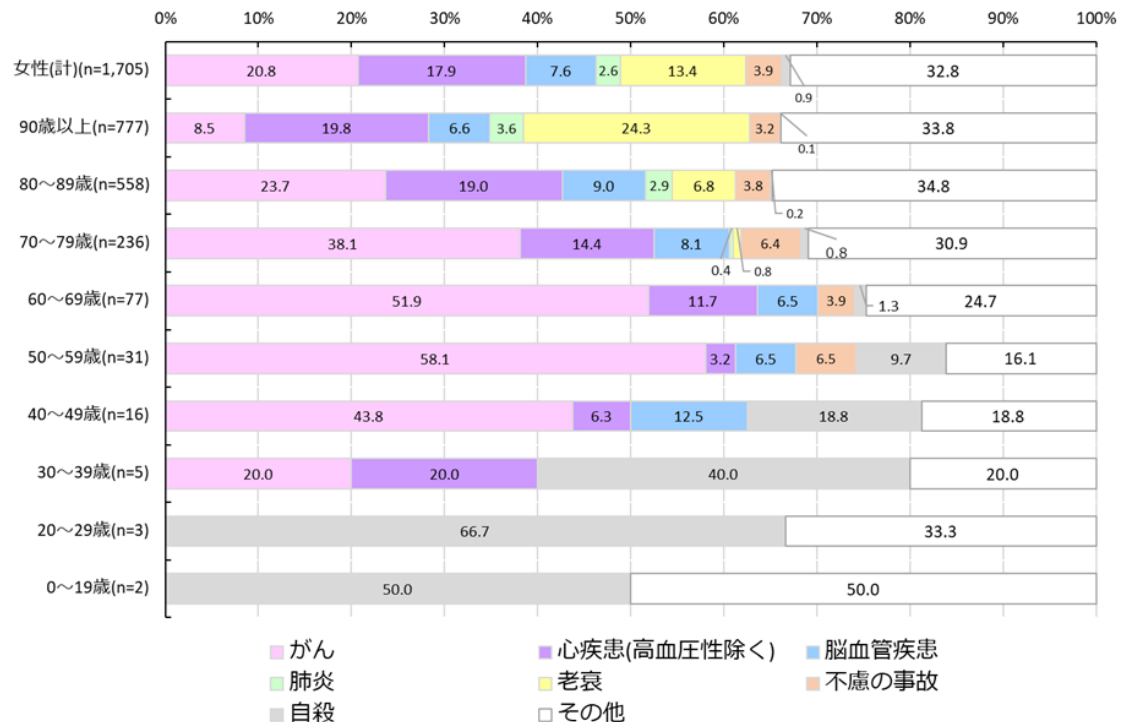 0% 10% 20% 30% 40% 50% 60% 70% 80% 90% 100%
女性(計)(n=1,705) 20.8 17.9 7.6 2.6 13.4 3.9 0.9 32.8
90歳以上(n=777) 8.5 19.8 6.6 3.6 24.3 3.2 0.1 33.8
80～89歳(n=558) 23.7 19.0 9.0 2.9 6.8 3.8 0.2 34.8
70～79歳(n=236) 38.1 14.4 8.1 0.4 0.8 6.4 0.8 30.9
60～69歳(n=77) 51.9 11.7 6.5 3.9 1.3 24.7
50～59歳(n=31) 58.1 3.2 6.5 6.5 9.7 16.1
40～49歳(n=16) 43.8 6.3 12.5 18.8 18.8
30～39歳(n=5) 20.0 20.0 40.0 20.0
20～29歳(n=3) 66.7 33.3
0～19歳(n=2) 50.0 50.0
がん 心疾患(高血圧性除く) 脳血管疾患
肺炎 老衰 不慮の事故
自殺 その他